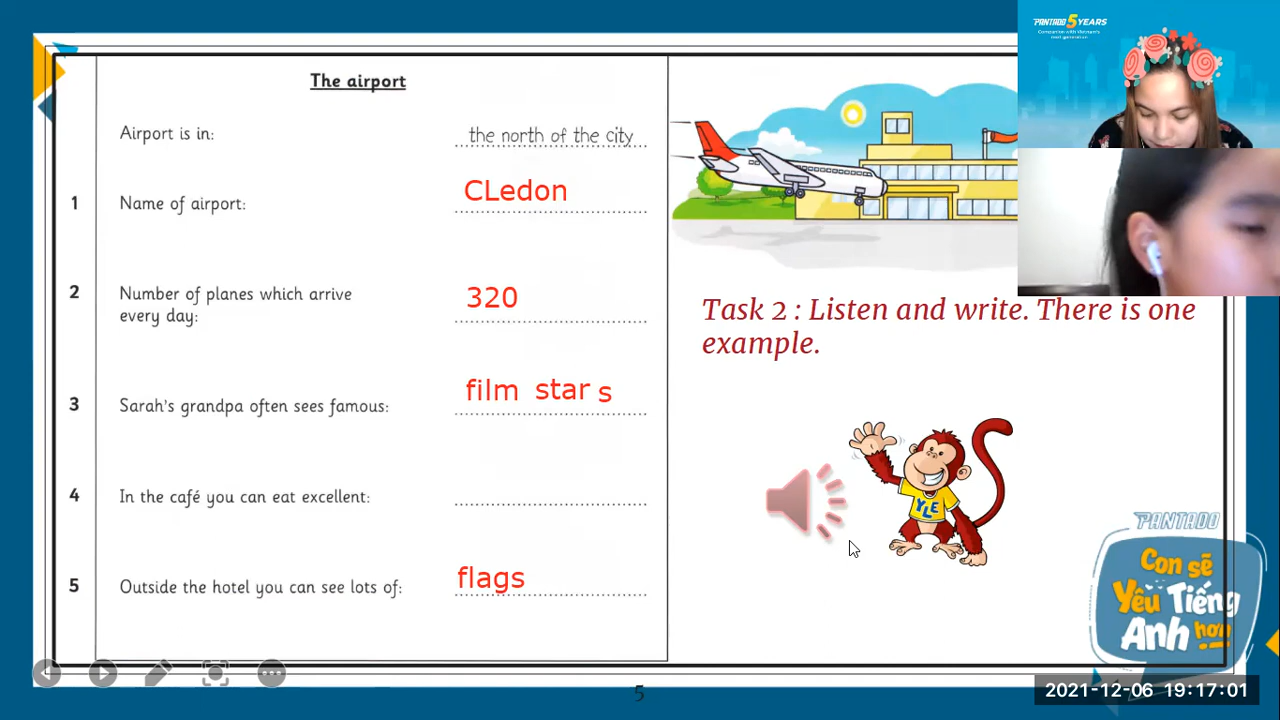 PANTADO 5 YEARS
The airport
Airport is in: the north of the city
1 Name of airport: CLedon
2 Number of planes which arrive
every day: 320
3 Sarah's grandpa often sees famous: film star s
4 In the café you can eat excellent:
5 Outside the hotel you can see lots of: flags
Task 2 : Listen and write. There is one
example.
YLE
PANTADO
Con sẽ
Yêu Tiếng
Anh hơn
5
2021-12-06 19:17:01